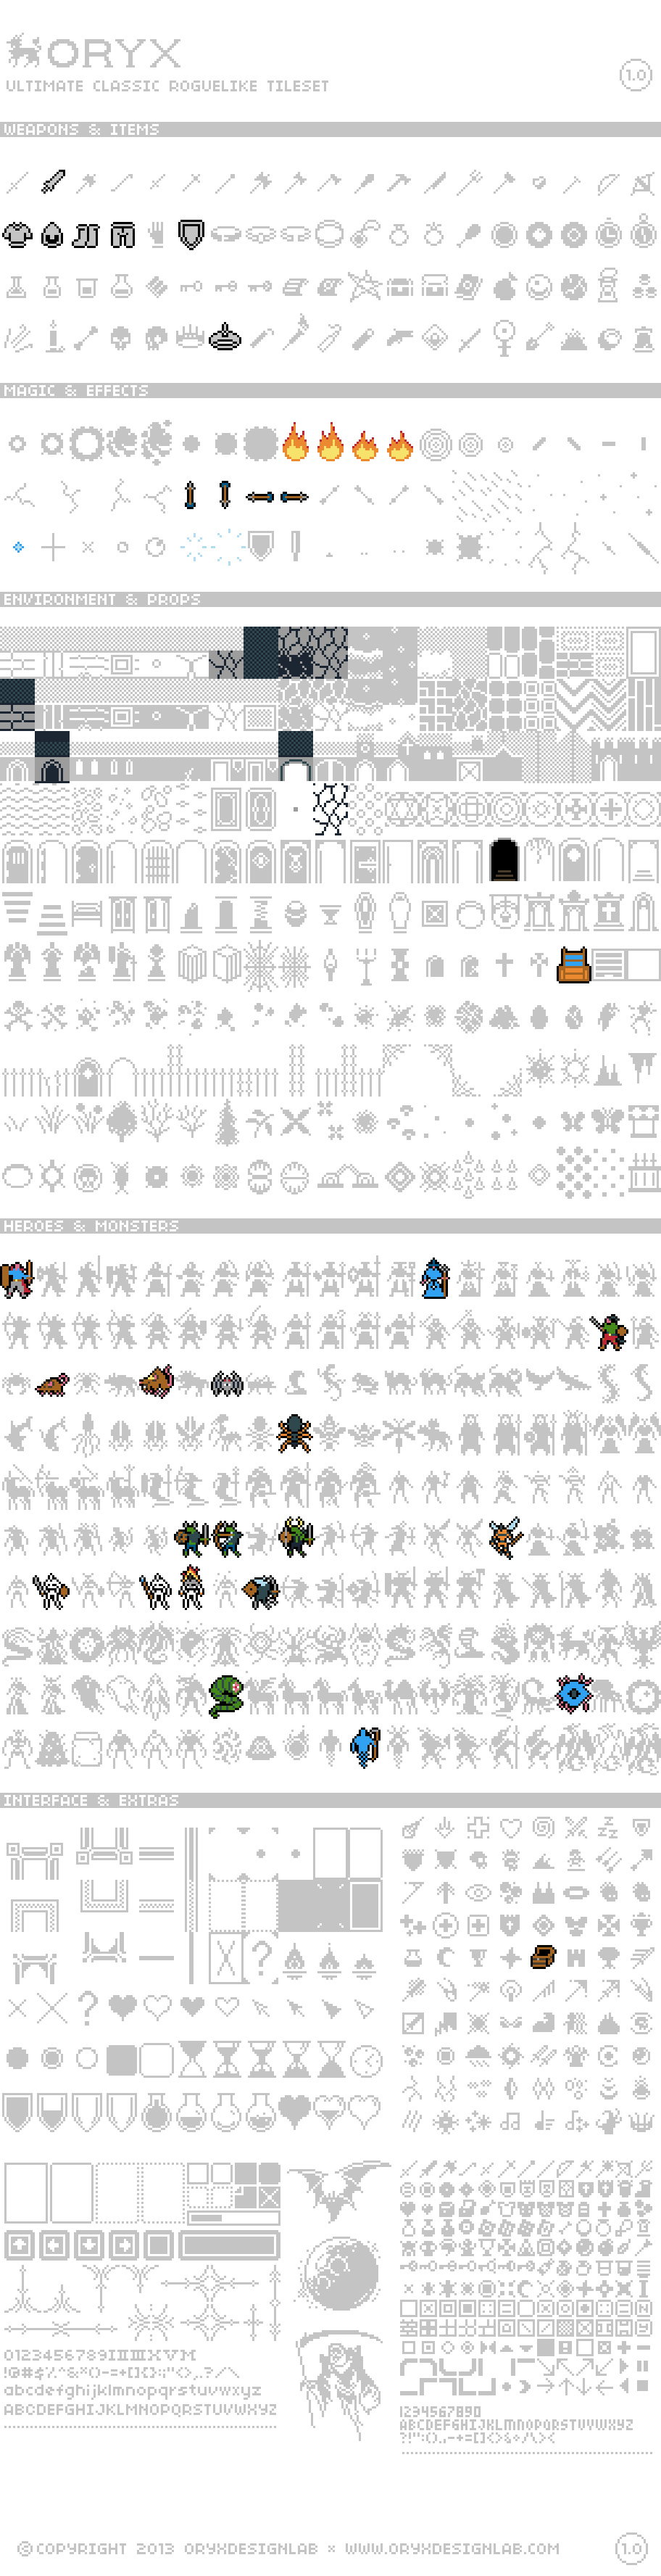 ORYX
ULTIMATE CLASSIC ROGUELIKE TILESET
1.0
WEAPONS & ITEMS
MAGIC & EFFECTS
ENVIRONMENT & PROPS
HEROES & MONSTERS
INTERFACE & EXTRAS
abcdefghijklmnopqrstuvwxyz
ABCDEFGHIJKLMNOPQRSTUVWXYZ
1234567890
ABCDEFGHIJKLMNOPQRSTUVWXYZ
© COPYRIGHT 2013 ORYXDESIGNLAB × WWW.ORYXDESIGNLAB.COM
1.0